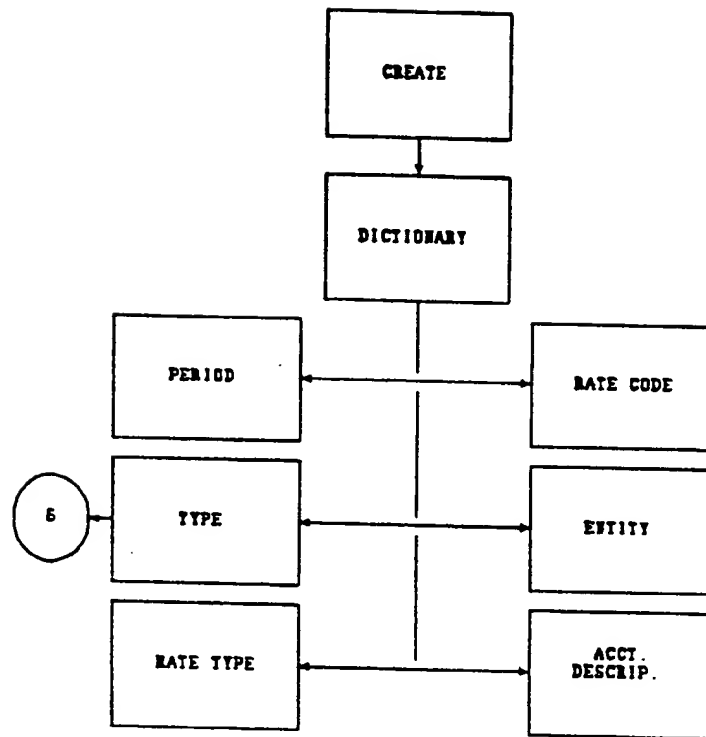 CREATE
DICTIONARY
PERIOD
RATE CODE
6
TYPE
ENTITY
RATE TYPE
ACCT.
DESCRIP.